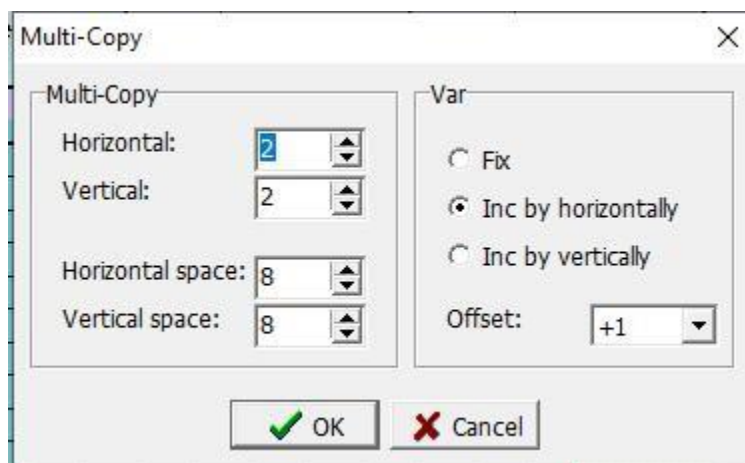 Multi-Copy
Multi-Copy
Horizontal: 2
Vertical: 2
Horizontal space: 8
Vertical space: 8
Var
Fix
Inc by horizontally
Inc by vertically
Offset: +1
OK
Cancel